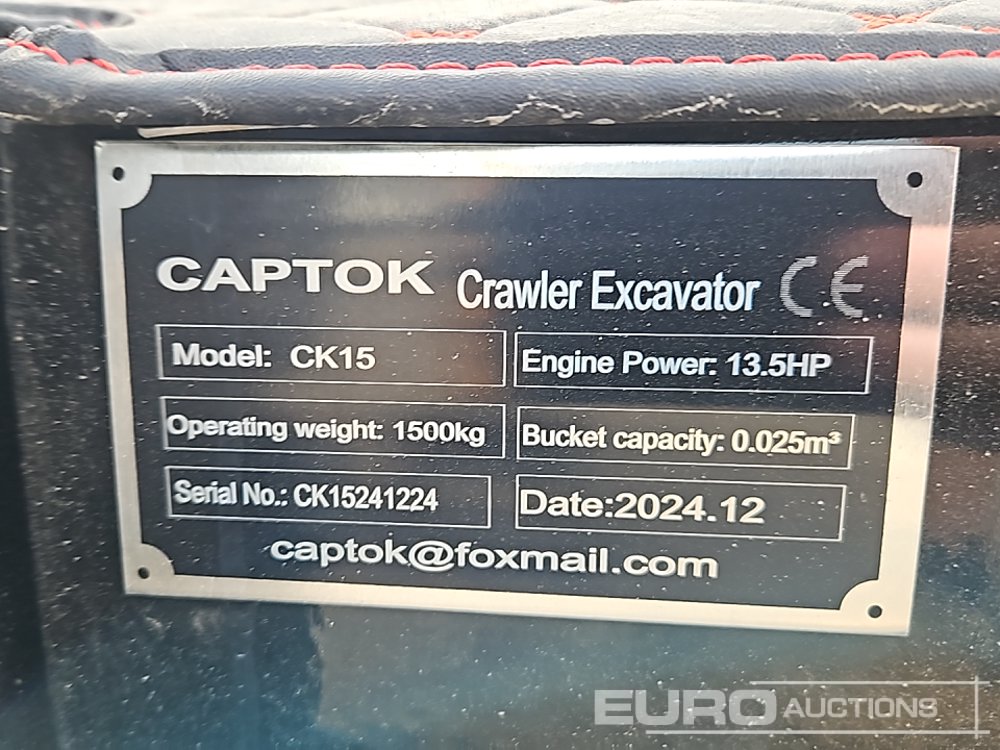 CAPTOK Crawler Excavator CE
Model: CK15 Engine Power: 13.5HP
Operating weight: 1500kg Bucket capacity: 0.025m³
Serial No.: CK15241224 Date:2024.12
captok@foxmail.com
EURO AUCTIONS